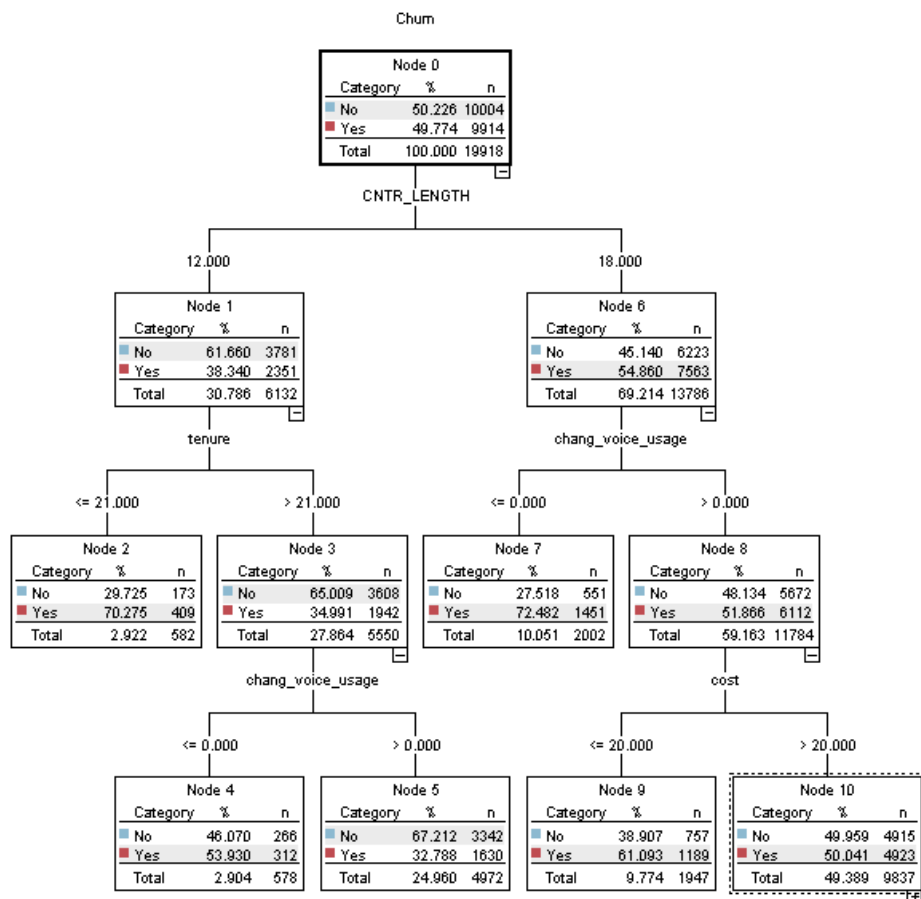 Churn
Node 0
Category % n
No 50.226 10004
Yes 49.774 9914
Total 100.000 19918
CNTR_LENGTH
12.000 18.000
Node 1
Category % n
No 61.660 3781
Yes 38.340 2351
Total 30.786 6132
Node 6
Category % n
No 45.140 6223
Yes 54.860 7563
Total 69.214 13786
tenure
chang_voice_usage
<= 21.000 > 21.000 <= 0.000 > 0.000
Node 2
Category % n
No 29.725 173
Yes 70.275 409
Total 2.922 582
Node 3
Category % n
No 65.009 3608
Yes 34.991 1942
Total 27.864 5550
Node 7
Category % n
No 27.518 551
Yes 72.482 1451
Total 10.051 2002
Node 8
Category % n
No 48.134 5672
Yes 51.866 6112
Total 59.163 11784
chang_voice_usage
cost
<= 0.000 > 0.000 <= 20.000 > 20.000
Node 4
Category % n
No 46.070 266
Yes 53.930 312
Total 2.904 578
Node 5
Category % n
No 67.212 3342
Yes 32.788 1630
Total 24.960 4972
Node 9
Category % n
No 38.907 757
Yes 61.093 1189
Total 9.774 1947
Node 10
Category % n
No 49.959 4915
Yes 50.041 4923
Total 49.389 9837